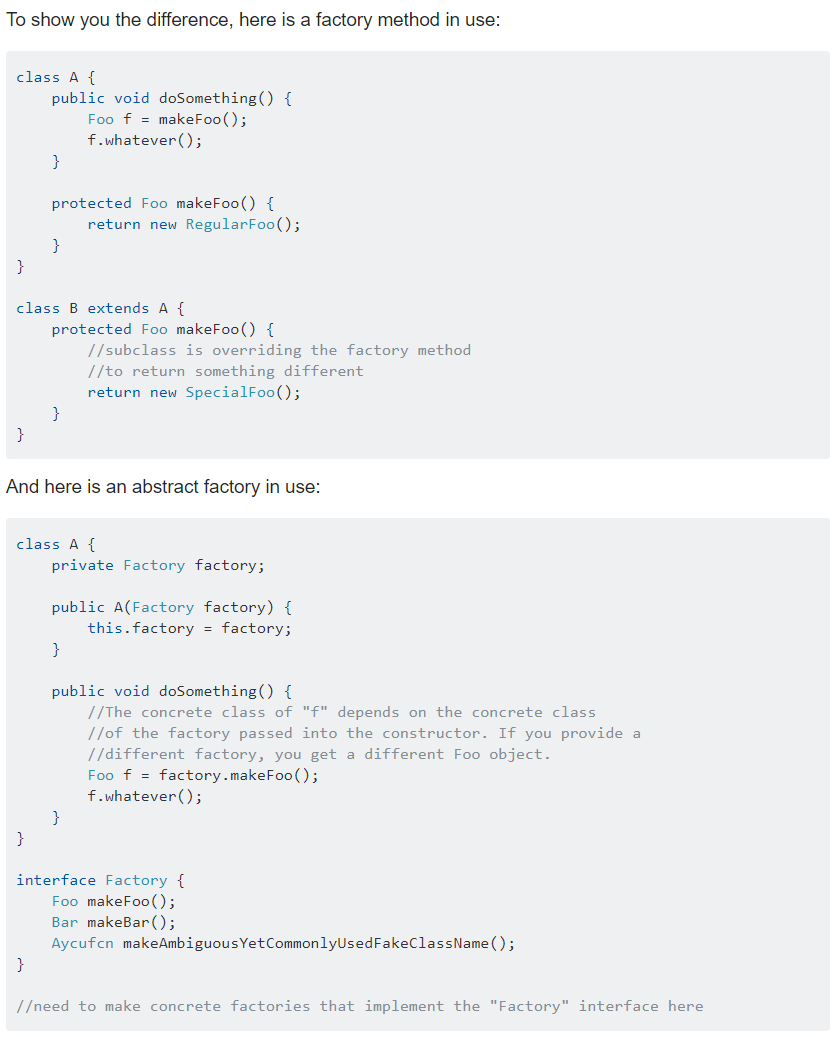 To show you the difference, here is a factory method in use:
class A {
    public void doSomething() {
        Foo f = makeFoo();
        f.whatever();
    }
    protected Foo makeFoo() {
        return new RegularFoo();
    }
}
class B extends A {
    protected Foo makeFoo() {
        //subclass is overriding the factory method
        //to return something different
        return new SpecialFoo();
    }
}
And here is an abstract factory in use:
class A {
    private Factory factory;
    public A(Factory factory) {
        this.factory = factory;
    }
    public void doSomething() {
        //The concrete class of "f" depends on the concrete class
        //of the factory passed into the constructor. If you provide a
        //different factory, you get a different Foo object.
        Foo f = factory.makeFoo();
        f.whatever();
    }
}
interface Factory {
    Foo makeFoo();
    Bar makeBar();
    Aycufcn makeAmbiguousYetCommonlyUsedFakeClassName();
}
//need to make concrete factories that implement the "Factory" interface here